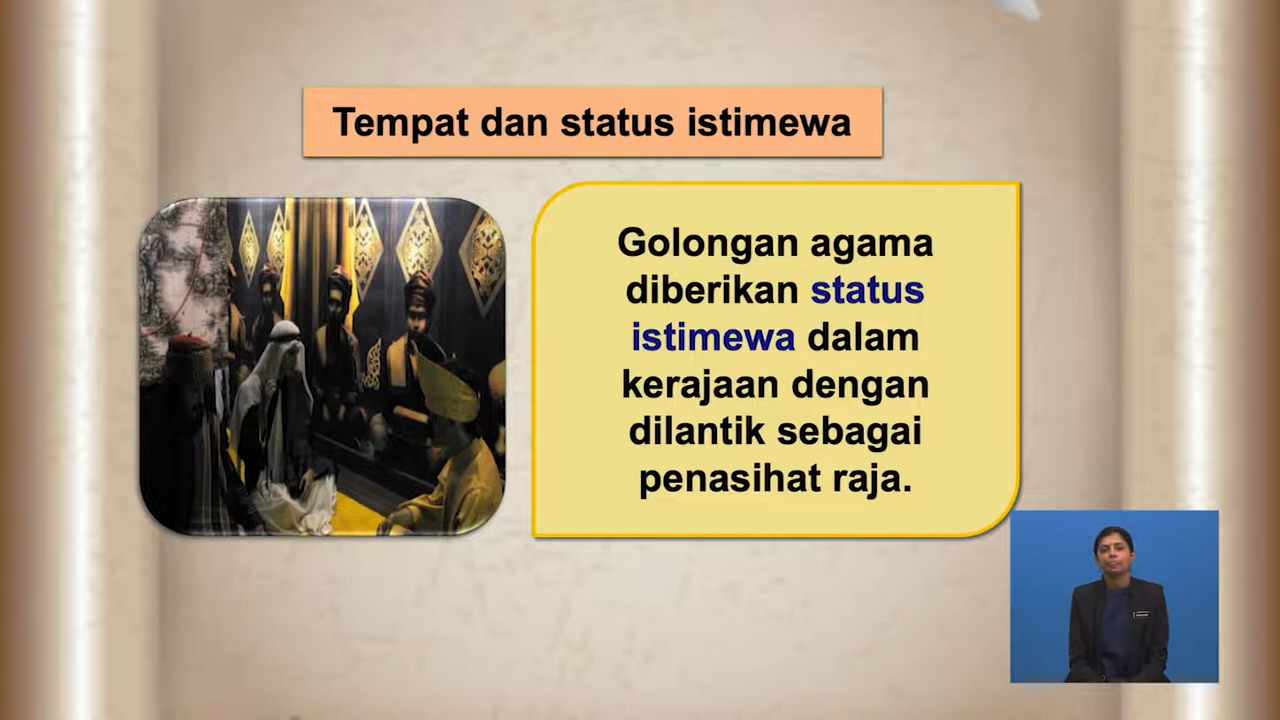 Tempat dan status istimewa
Golongan agama
diberikan status
istimewa dalam
kerajaan dengan
dilantik sebagai
penasihat raja.